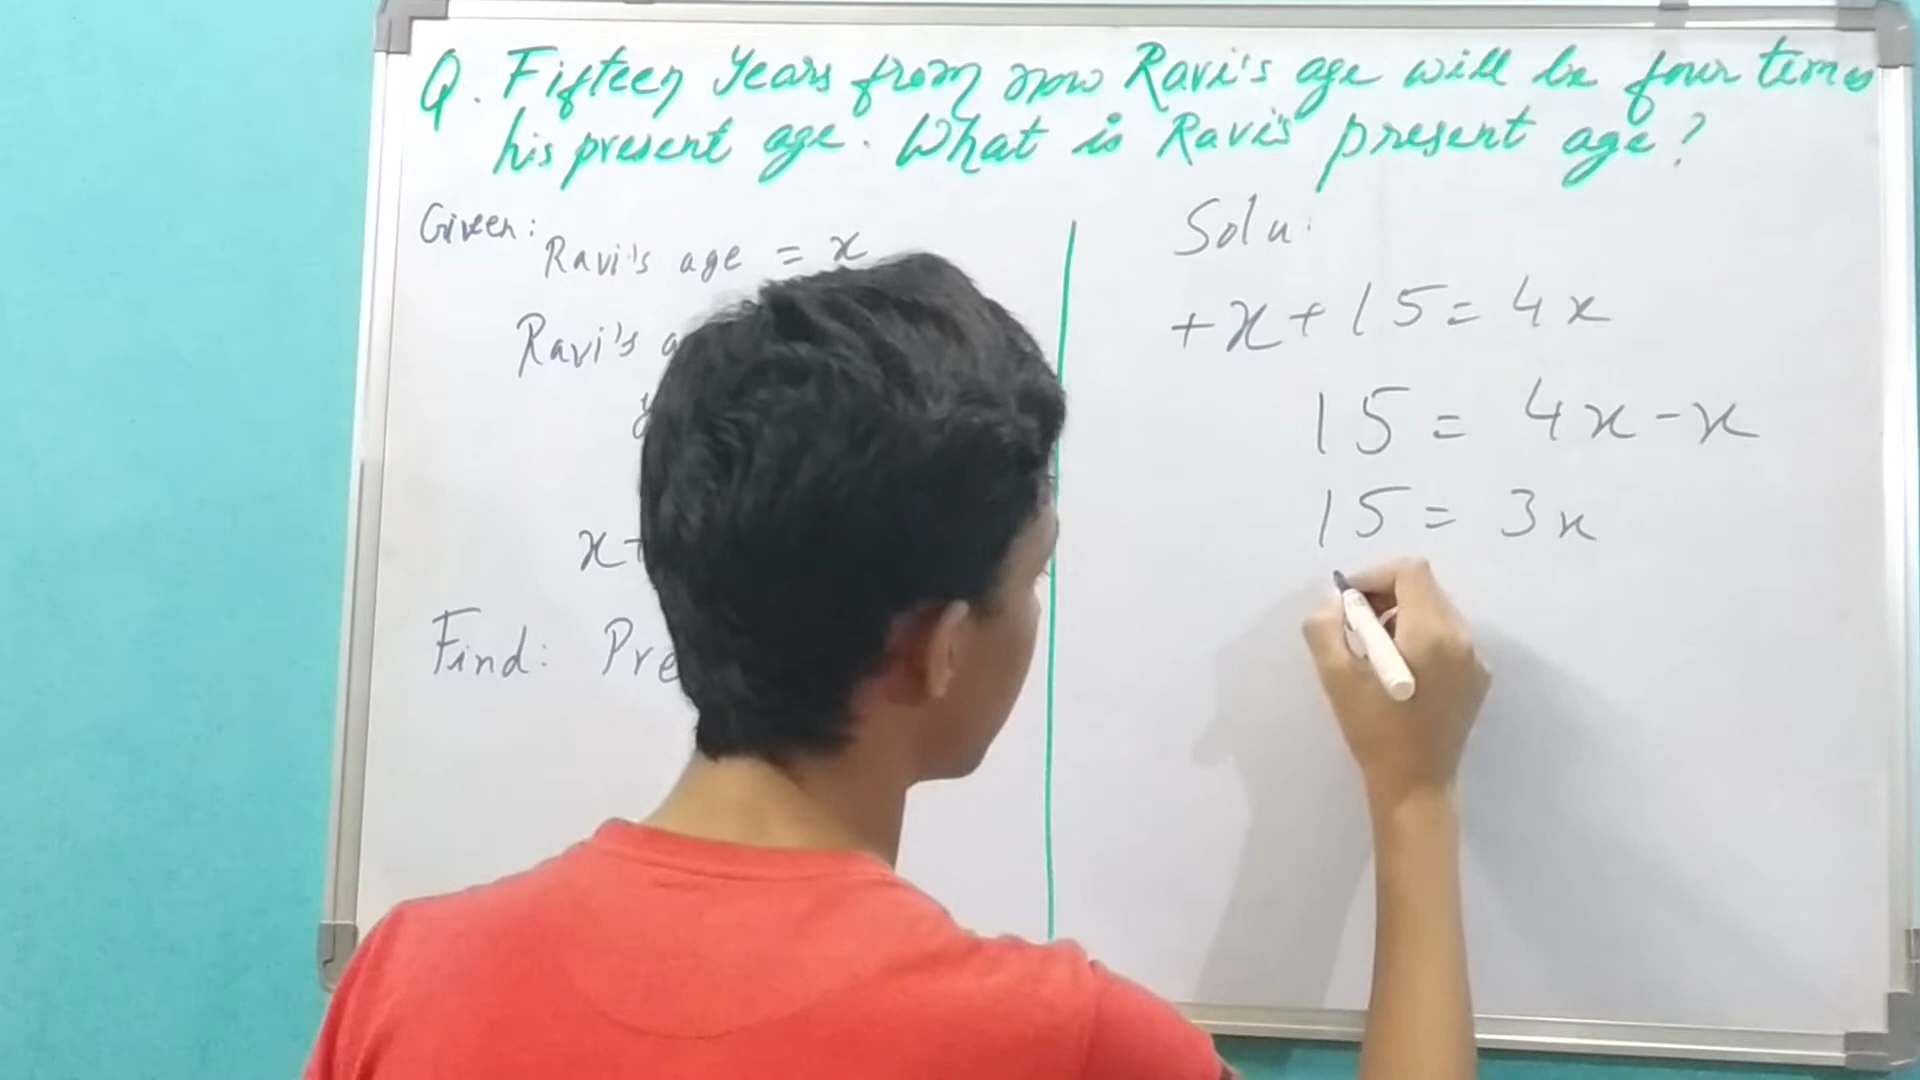 Q. Fifteen Years from now Ravi's age will be four times
his present age. What is Ravi's present age?
Given:
Ravi's age = x
Ravi's
x+
Find:
Solu:
+x+15=4x
15 = 4x-x
15 = 3x